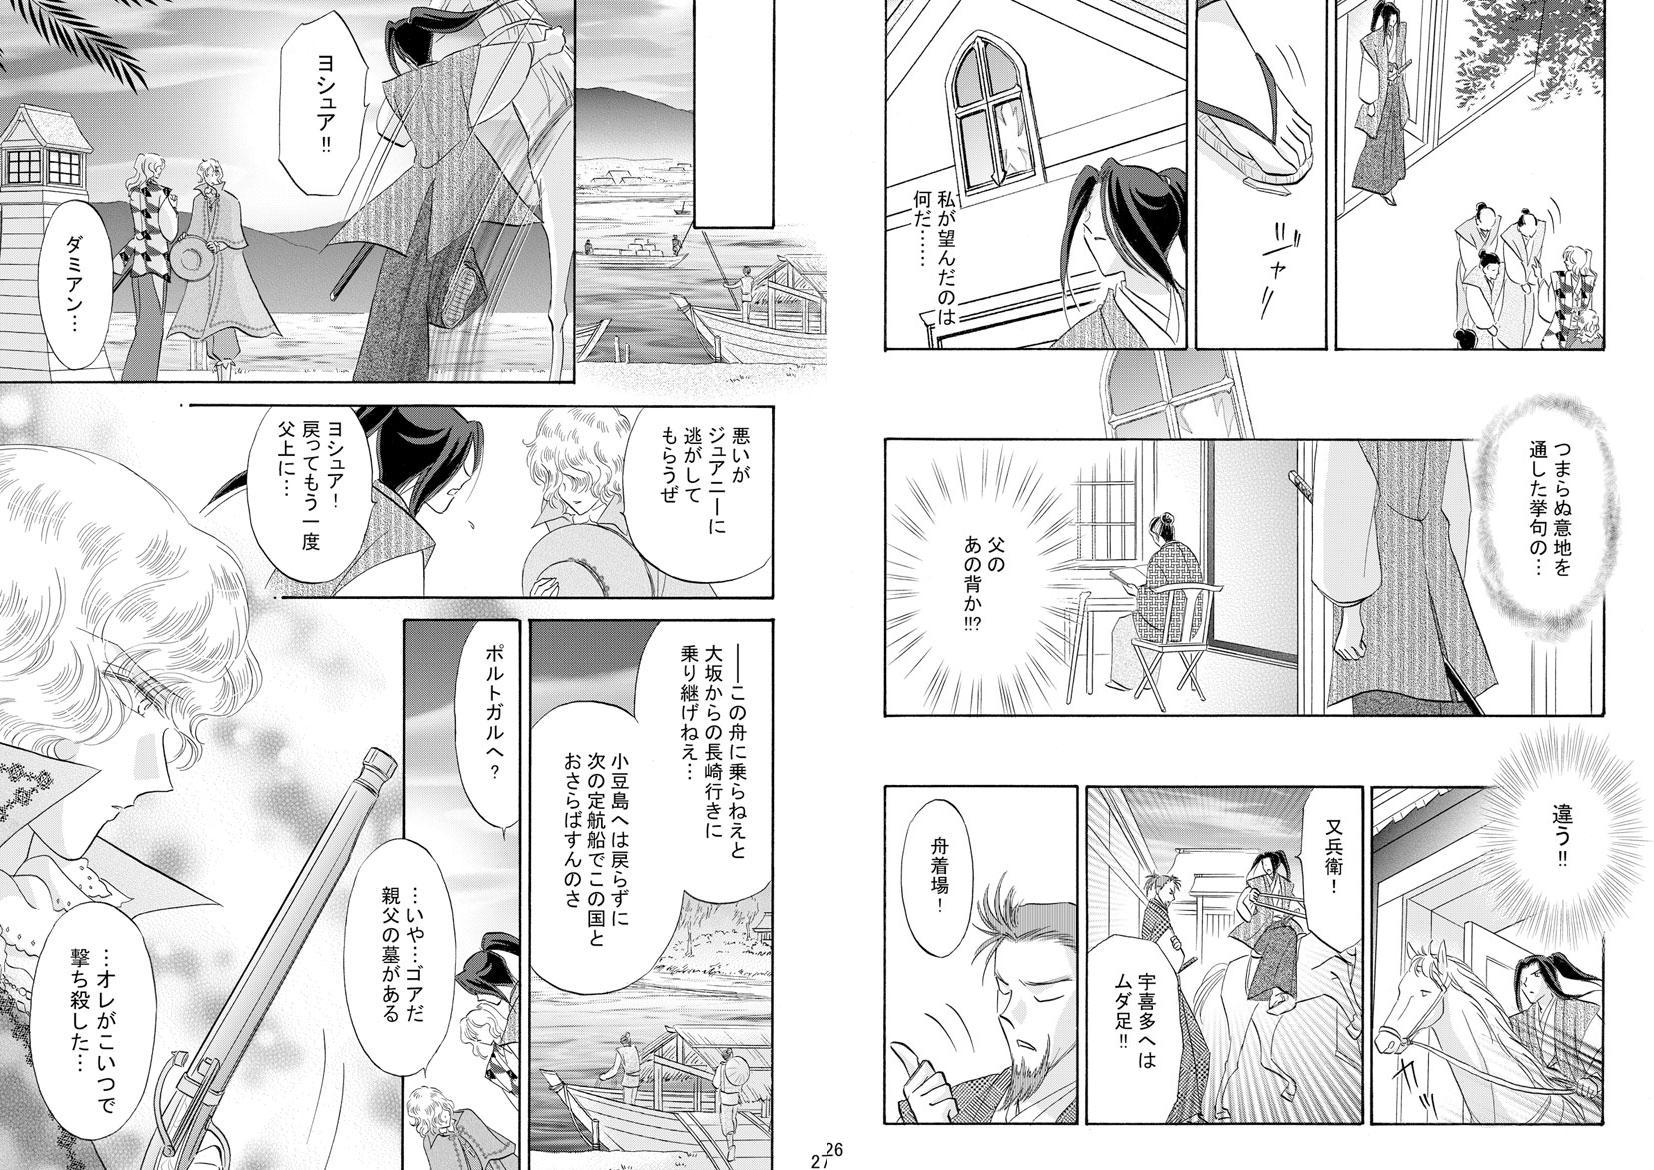 ジャリ
私が望んだのは
何だ……
つまらぬ意地を
通した挙句の…
父の
あの背か!!?
違う!!
ガッ
又兵衛！
宇喜多へは
ムダ足!!
舟着場！
26
ヨシュア!!
ダミアン…
悪いが
ジュアニーに
逃がして
もらうぜ
ヨシュア！
戻ってもう一度
父上に…
――この舟に乗らねえと
大坂からの長崎行きに
乗り継げねえ…
小豆島へは戻らずに
次の定航船でこの国と
おさらばすんのさ
ポルトガルへ？
…いや…ゴアだ
親父の墓がある
…オレがこいつで
撃ち殺した…
27